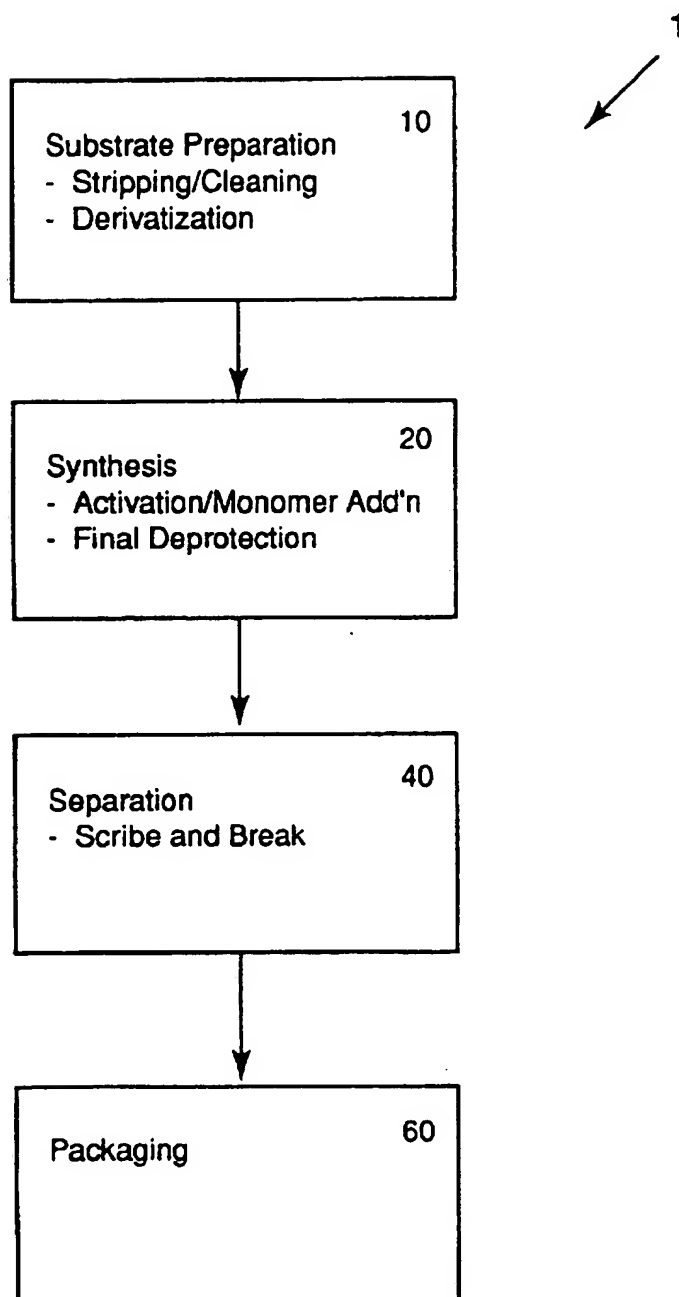 1
10
Substrate Preparation
- Stripping/Cleaning
- Derivatization
20
Synthesis
- Activation/Monomer Add'n
- Final Deprotection
40
Separation
- Scribe and Break
60
Packaging